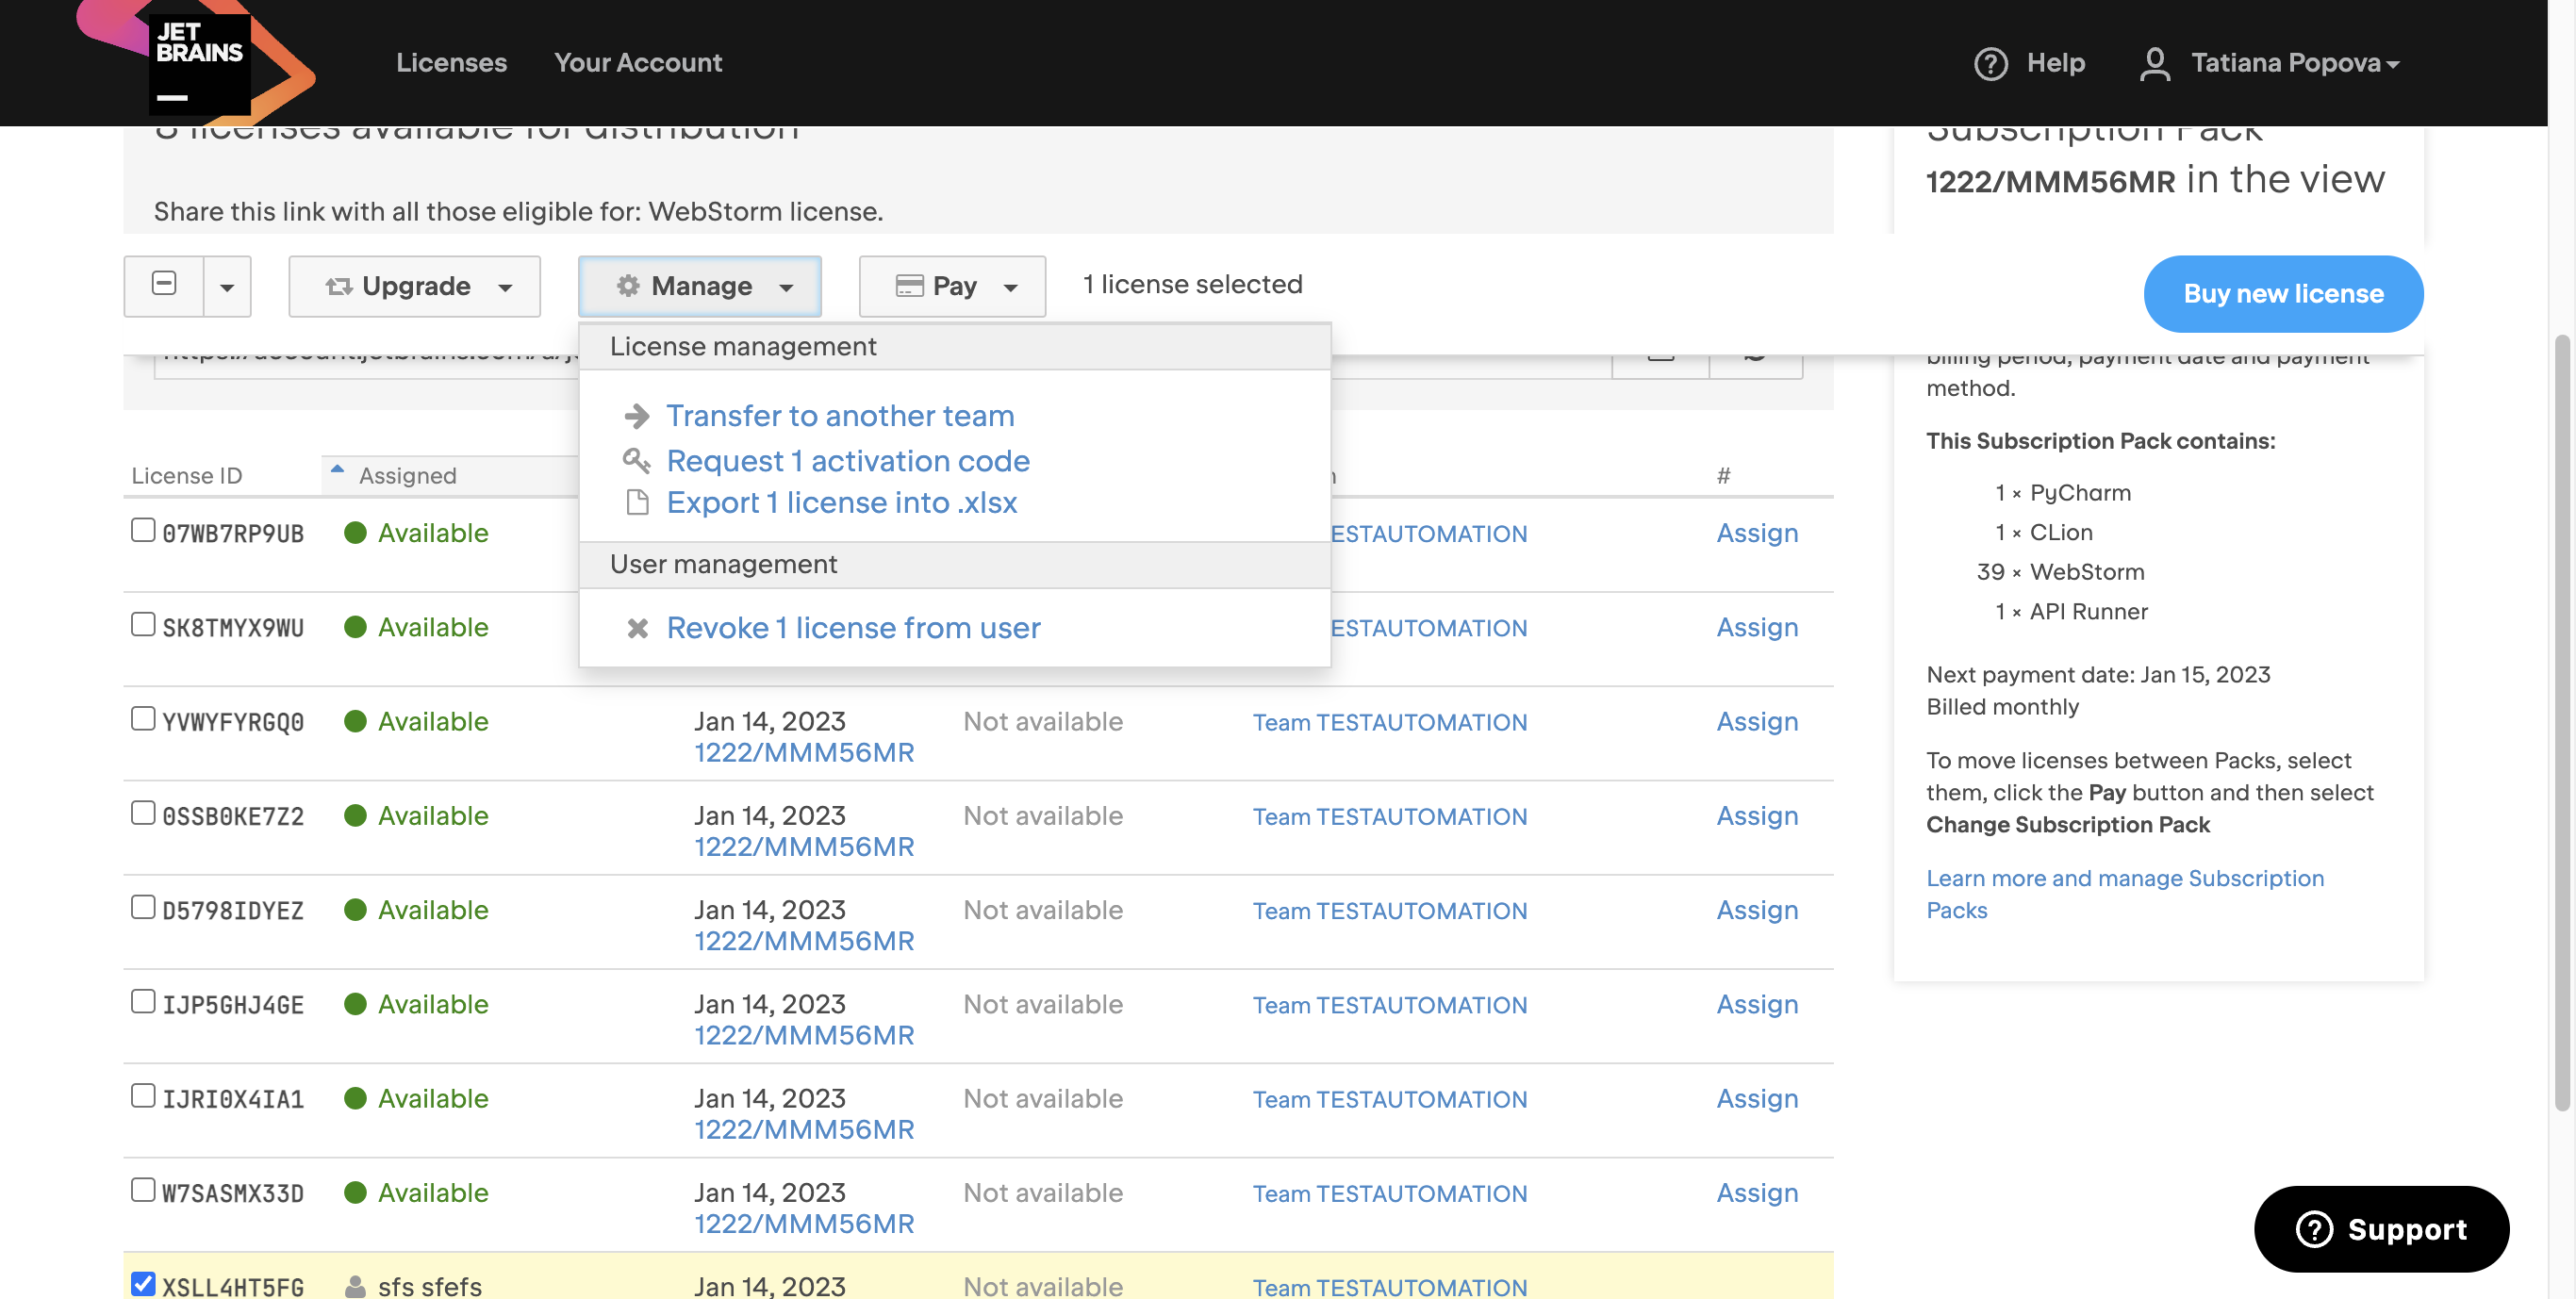 JET
BRAINS
Licenses
Your Account
Help
Tatiana Popova
8 licenses available for distribution
Share this link with all those eligible for: WebStorm license.
Subscription Pack
1222/MMM56MR in the view
Upgrade
Manage
Pay
1 license selected
Buy new license
License management
Transfer to another team
Request 1 activation code
Export 1 license into .xlsx
User management
Revoke 1 license from user
billing period, payment date and payment
method.
This Subscription Pack contains:
1 × PyCharm
1 × CLion
39 × WebStorm
1 × API Runner
Next payment date: Jan 15, 2023
Billed monthly
To move licenses between Packs, select
them, click the Pay button and then select
Change Subscription Pack
Learn more and manage Subscription
Packs
License ID Assigned #
07WB7RP9UB Available ESTAUTOMATION Assign
SK8TMYX9WU Available ESTAUTOMATION Assign
YVWYFYRGQ0 Available Jan 14, 2023 Not available Team TESTAUTOMATION Assign
1222/MMM56MR
0SSB0KE7Z2 Available Jan 14, 2023 Not available Team TESTAUTOMATION Assign
1222/MMM56MR
D5798IDYEZ Available Jan 14, 2023 Not available Team TESTAUTOMATION Assign
1222/MMM56MR
IJP5GHJ4GE Available Jan 14, 2023 Not available Team TESTAUTOMATION Assign
1222/MMM56MR
IJRI0X4IA1 Available Jan 14, 2023 Not available Team TESTAUTOMATION Assign
1222/MMM56MR
W7SASMX33D Available Jan 14, 2023 Not available Team TESTAUTOMATION Assign
1222/MMM56MR
XSLL4HT5FG sfs sfefs Jan 14, 2023 Not available Team TESTAUTOMATION
Support